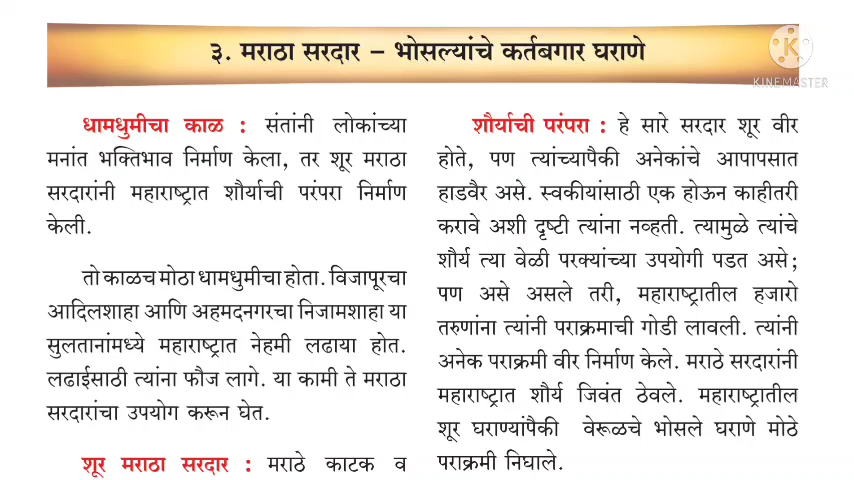 ३. मराठा सरदार – भोसल्यांचे कर्तबगार घराणे
K
KINEMASTER
धामधुमीचा काळ : संतांनी लोकांच्या
मनांत भक्तिभाव निर्माण केला, तर शूर मराठा
सरदारांनी महाराष्ट्रात शौर्याची परंपरा निर्माण
केली.
तो काळच मोठा धामधुमीचा होता. विजापूरचा
आदिलशाहा आणि अहमदनगरचा निजामशाहा या
सुलतानांमध्ये महाराष्ट्रात नेहमी लढाया होत.
लढाईसाठी त्यांना फौज लागे. या कामी ते मराठा
सरदारांचा उपयोग करून घेत.
शूर मराठा सरदार : मराठे काटक व
शौर्याची परंपरा : हे सारे सरदार शूर वीर
होते, पण त्यांच्यापैकी अनेकांचे आपापसात
हाडवैर असे. स्वकीयांसाठी एक होऊन काहीतरी
करावे अशी दृष्टी त्यांना नव्हती. त्यामुळे त्यांचे
शौर्य त्या वेळी परक्यांच्या उपयोगी पडत असे;
पण असे असले तरी, महाराष्ट्रातील हजारो
तरुणांना त्यांनी पराक्रमाची गोडी लावली. त्यांनी
अनेक पराक्रमी वीर निर्माण केले. मराठे सरदारांनी
महाराष्ट्रात शौर्य जिवंत ठेवले. महाराष्ट्रातील
शूर घराण्यांपैकी वेरूळचे भोसले घराणे मोठे
पराक्रमी निघाले.